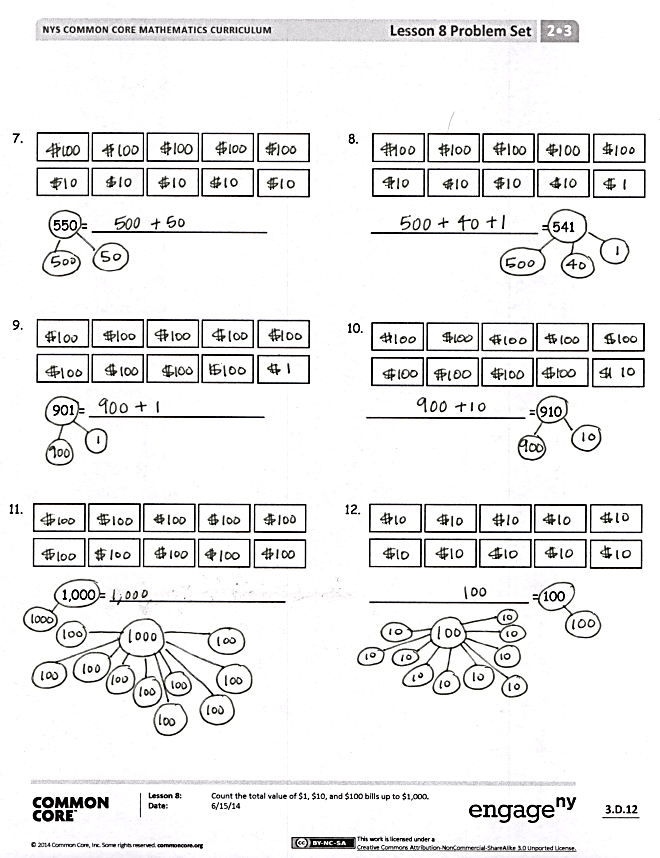 NYS COMMON CORE MATHEMATICS CURRICULUM
Lesson 8 Problem Set
2•3
7.
$100 $100 $100 $100 $100
$10 $10 $10 $10 $10
550 = 500 + 50
500 50
8.
$100 $100 $100 $100 $100
$10 $10 $10 $10 $1
500 + 40 + 1 = 541
500 40 1
9.
$100 $100 $100 $100 $100
$100 $100 $100 $100 $1
901 = 900 + 1
900 1
10.
$100 $100 $100 $100 $100
$100 $100 $100 $100 $10
900 + 10 = 910
900 10
11.
$100 $100 $100 $100 $100
$100 $100 $100 $100 $100
1,000 = 1,000
1000
100 1000 100
100 100 100 100 100 100
100 100
12.
$10 $10 $10 $10 $10
$10 $10 $10 $10 $10
100 = 100
100
10
10 100 10
10 10 10
10 10 10 10
COMMON CORE™
Lesson 8: Count the total value of $1, $10, and $100 bills up to $1,000.
Date: 6/15/14
engage ny
3.D.12
© 2014 Common Core, Inc. Some rights reserved. commoncore.org
CC BY-NC-SA
This work is licensed under a
Creative Commons Attribution-NonCommercial-ShareAlike 3.0 Unported License.